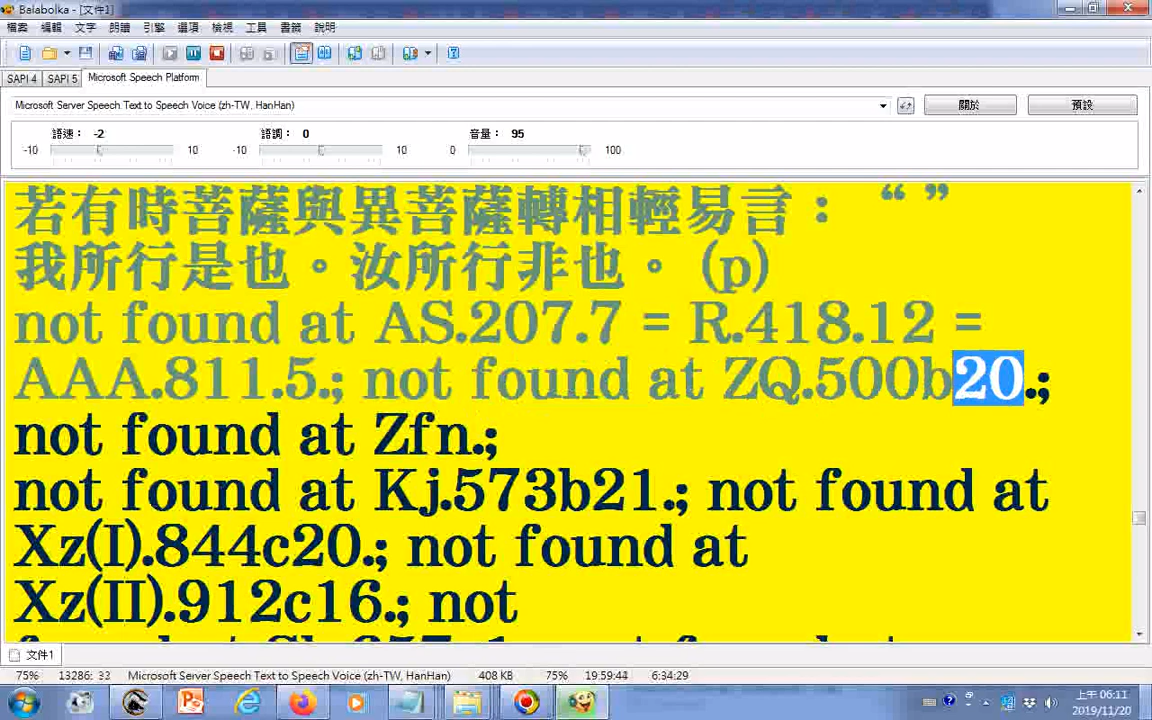 Balabolka - [文件1]
檔案 編輯 文字 朗讀 引擎 選項 檢視 工具 書籤 說明
SAPI 4 SAPI 5 Microsoft Speech Platform
Microsoft Server Speech Text to Speech Voice (zh-TW, HanHan) 關於 預設
語速： -2 語調： 0 音量： 95
-10 10 -10 10 0 100
若有時菩薩與異菩薩轉相輕易言： “ ”
我所行是也。汝所行非也。 (p)
not found at AS.207.7 = R.418.12 =
AAA.811.5.; not found at ZQ.500b20.;
not found at Zfn.;
not found at Kj.573b21.; not found at
Xz(I).844c20.; not found at
Xz(II).912c16.; not
文件1
75% 13286: 33 Microsoft Server Speech Text to Speech Voice (zh-TW, HanHan) 408 KB 75% 19:59:44 6:34:29
上午 06:11
2019/11/20